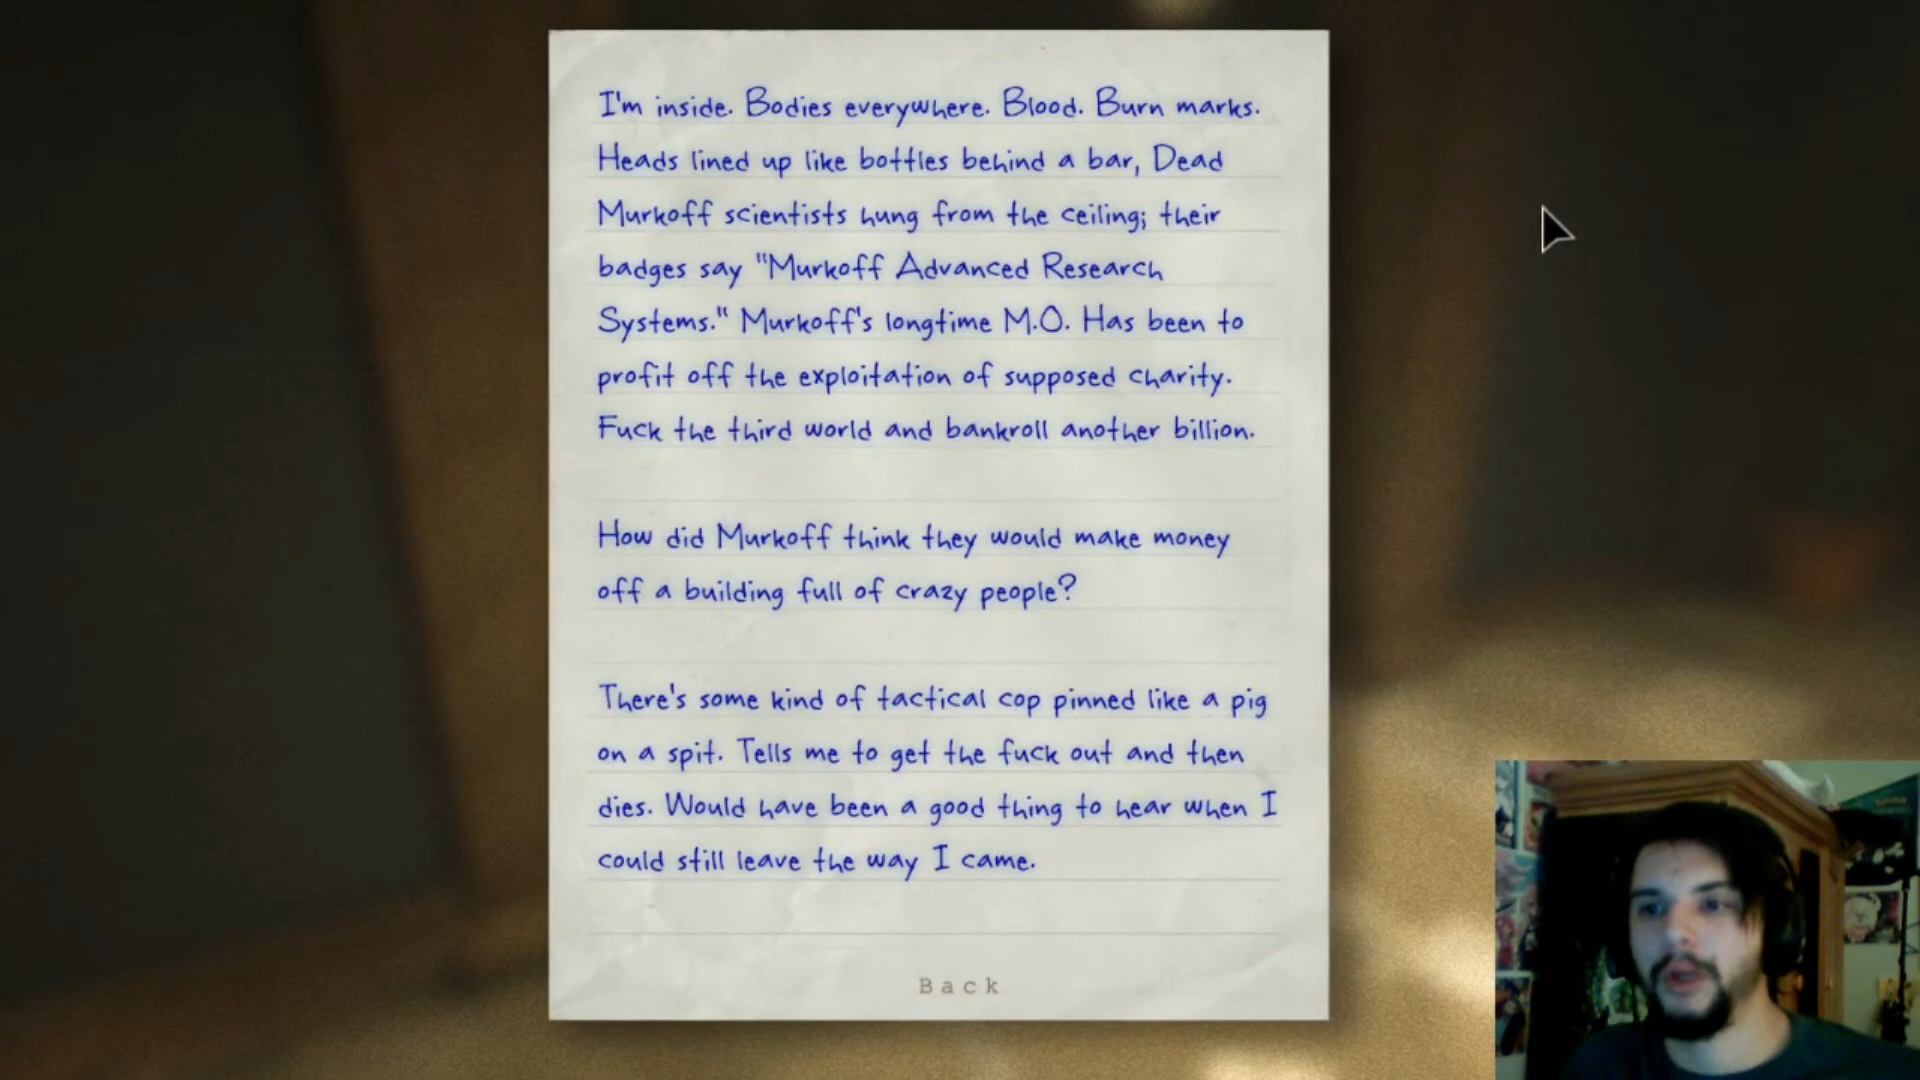 I'm inside. Bodies everywhere. Blood. Burn marks.
Heads lined up like bottles behind a bar, Dead
Murkoff scientists hung from the ceiling; their
badges say "Murkoff Advanced Research
Systems." Murkoff's longtime M.O. Has been to
profit off the exploitation of supposed charity.
Fuck the third world and bankroll another billion.
How did Murkoff think they would make money
off a building full of crazy people?
There's some kind of tactical cop pinned like a pig
on a spit. Tells me to get the fuck out and then
dies. Would have been a good thing to hear when I
could still leave the way I came.
Back